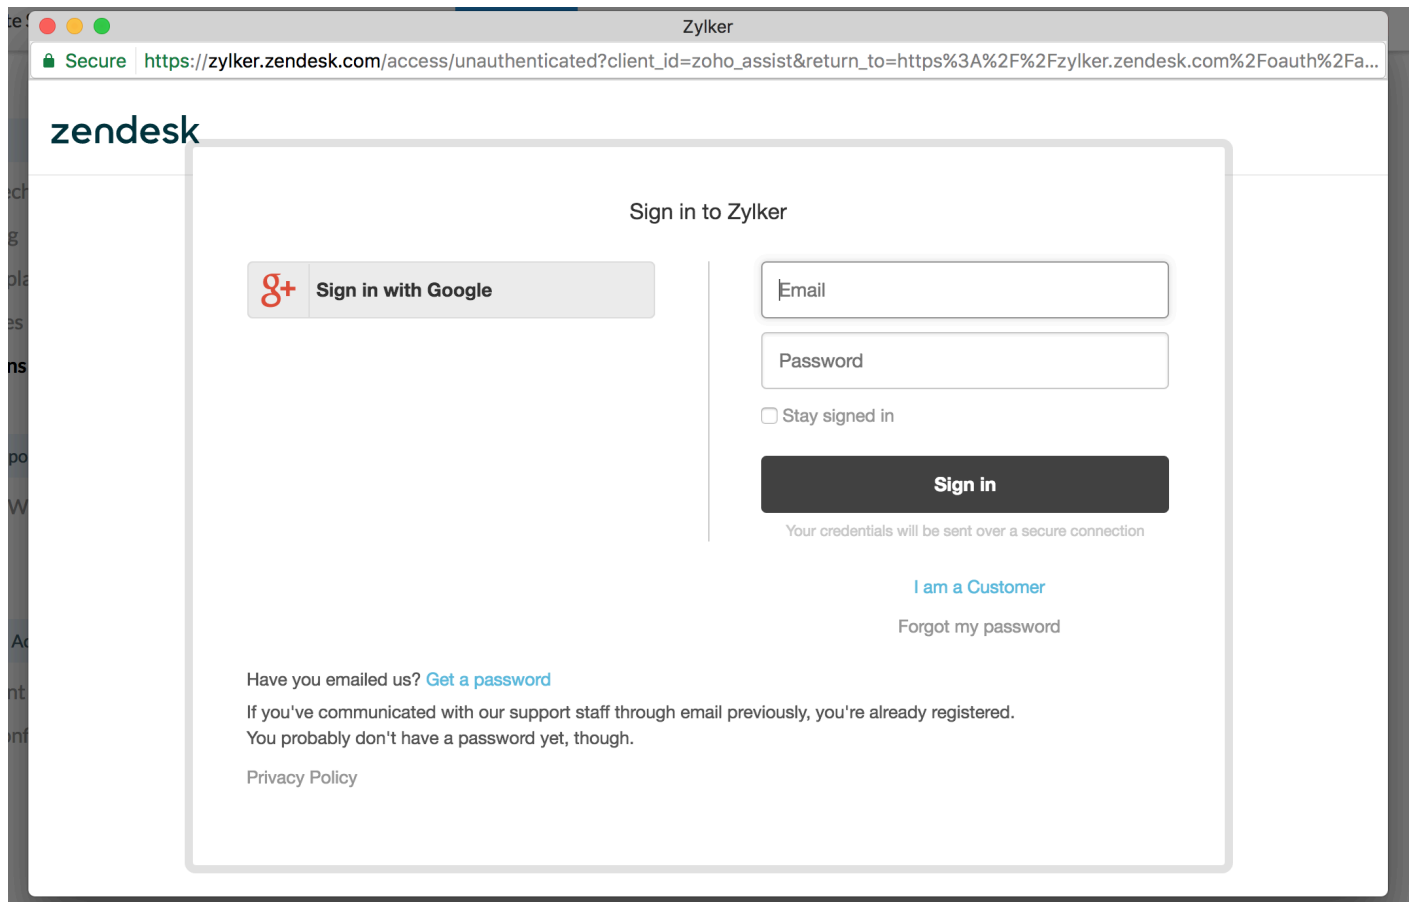 Zylker
Secure https://zylker.zendesk.com/access/unauthenticated?client_id=zoho_assist&return_to=https%3A%2F%2Fzylker.zendesk.com%2Foauth%2Fa...
zendesk
Sign in to Zylker
g+ Sign in with Google
Email
Password
Stay signed in
Sign in
Your credentials will be sent over a secure connection
I am a Customer
Forgot my password
Have you emailed us? Get a password
If you've communicated with our support staff through email previously, you're already registered.
You probably don't have a password yet, though.
Privacy Policy